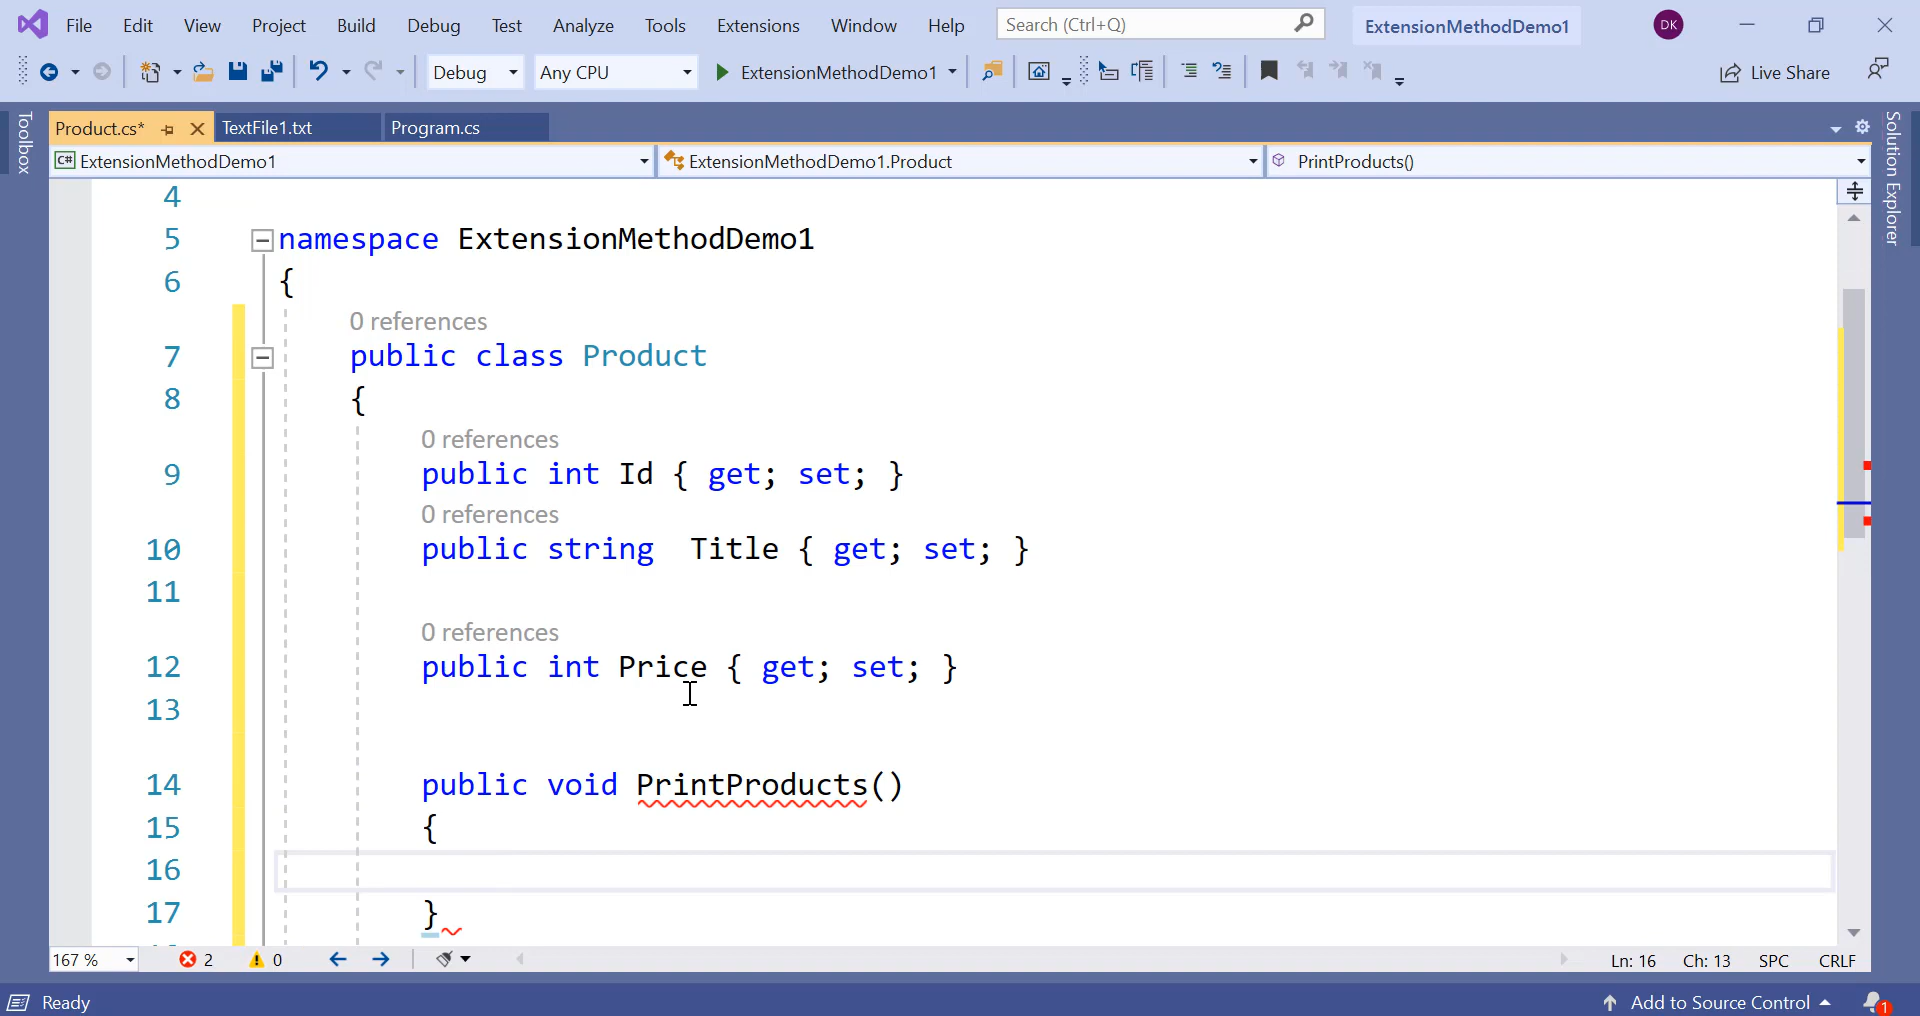 File Edit View Project Build Debug Test Analyze Tools Extensions Window Help Search (Ctrl+Q) ExtensionMethodDemo1 DK
Debug Any CPU ExtensionMethodDemo1 Live Share
Toolbox
Product.cs* TextFile1.txt Program.cs
Solution Explorer
C# ExtensionMethodDemo1 ExtensionMethodDemo1.Product PrintProducts()
4
5 namespace ExtensionMethodDemo1
6 {
0 references
7 public class Product
8 {
0 references
9 public int Id { get; set; }
0 references
10 public string  Title { get; set; }
11
0 references
12 public int Price { get; set; }
13
14 public void PrintProducts()
15 {
16
17 }
167 % 2 0 Ln: 16 Ch: 13 SPC CRLF
Ready Add to Source Control 1